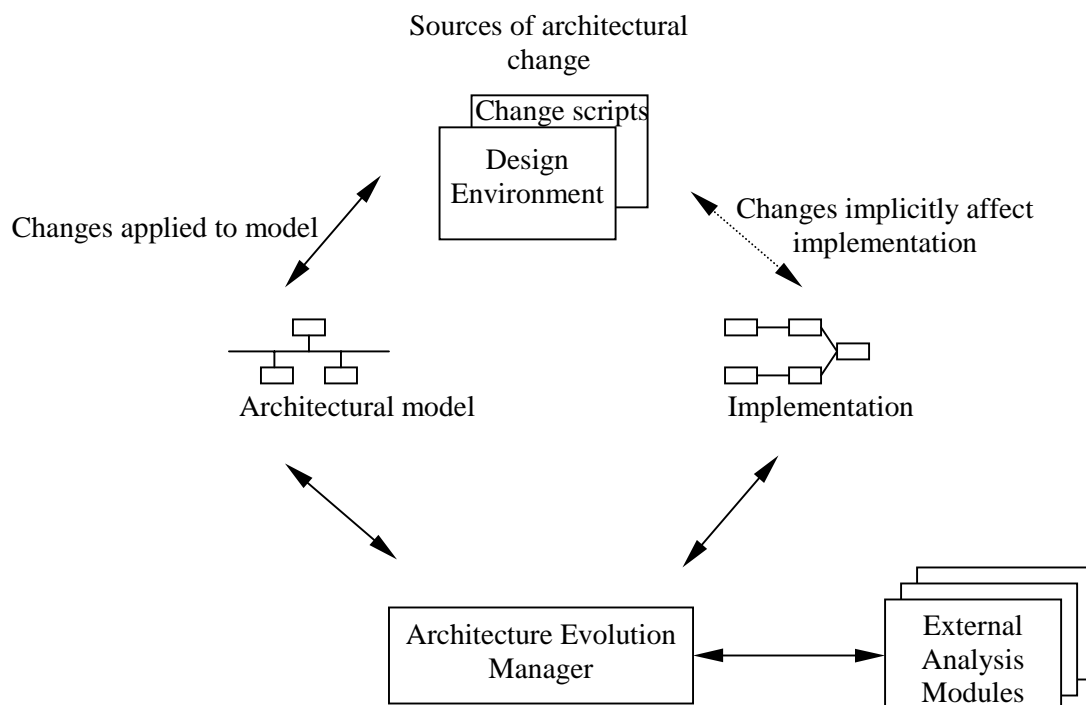 Sources of architectural
change
Change scripts
Design
Environment
Changes applied to model
Changes implicitly affect
implementation
Architectural model
Implementation
Architecture Evolution
Manager
External
Analysis
Modules